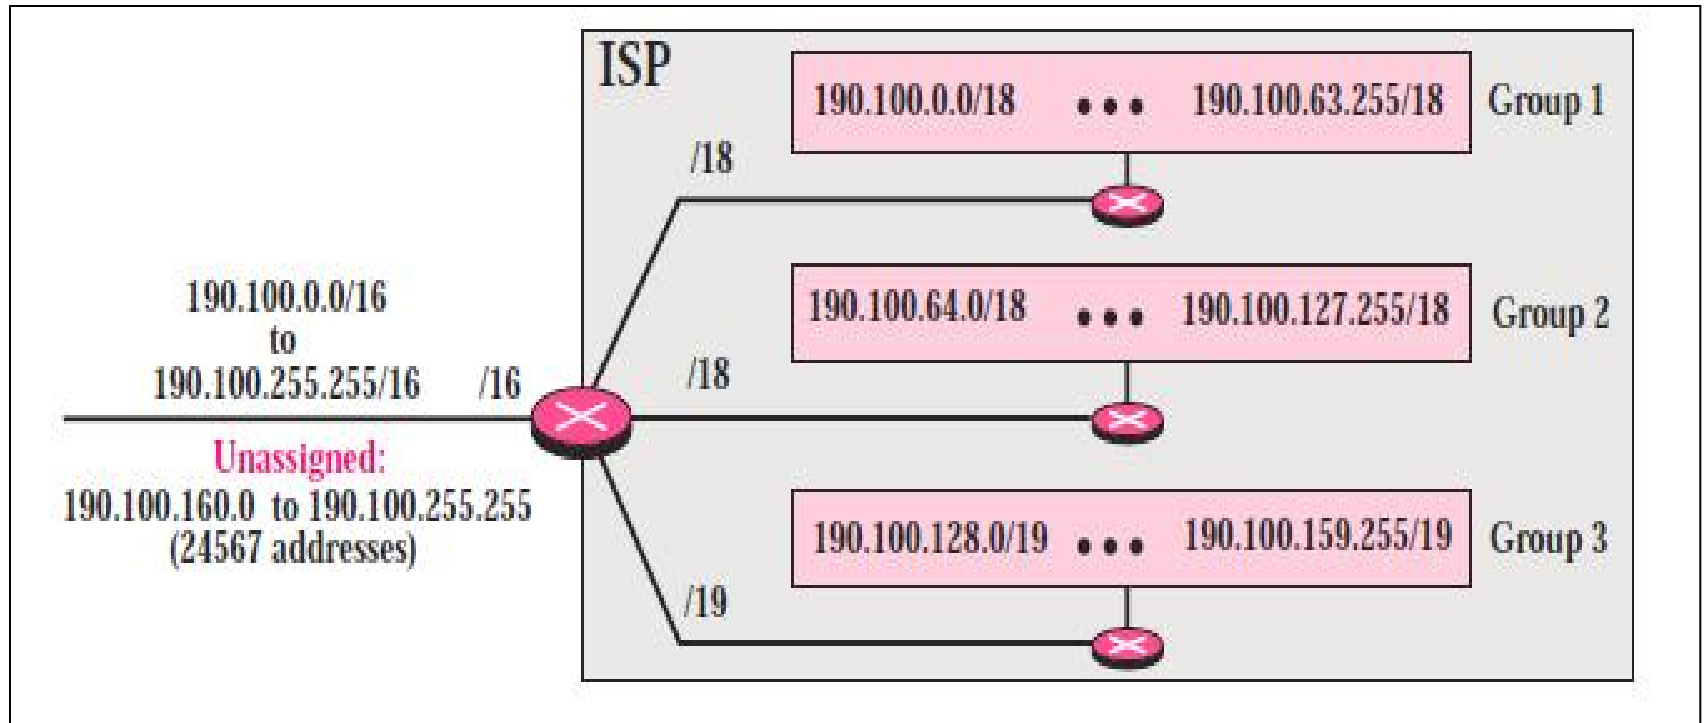 ISP
190.100.0.0/18 ••• 190.100.63.255/18 Group 1
/18
190.100.64.0/18 ••• 190.100.127.255/18 Group 2
190.100.0.0/16
to
190.100.255.255/16 /16
/18
Unassigned:
190.100.160.0 to 190.100.255.255
(24567 addresses)
190.100.128.0/19 ••• 190.100.159.255/19 Group 3
/19